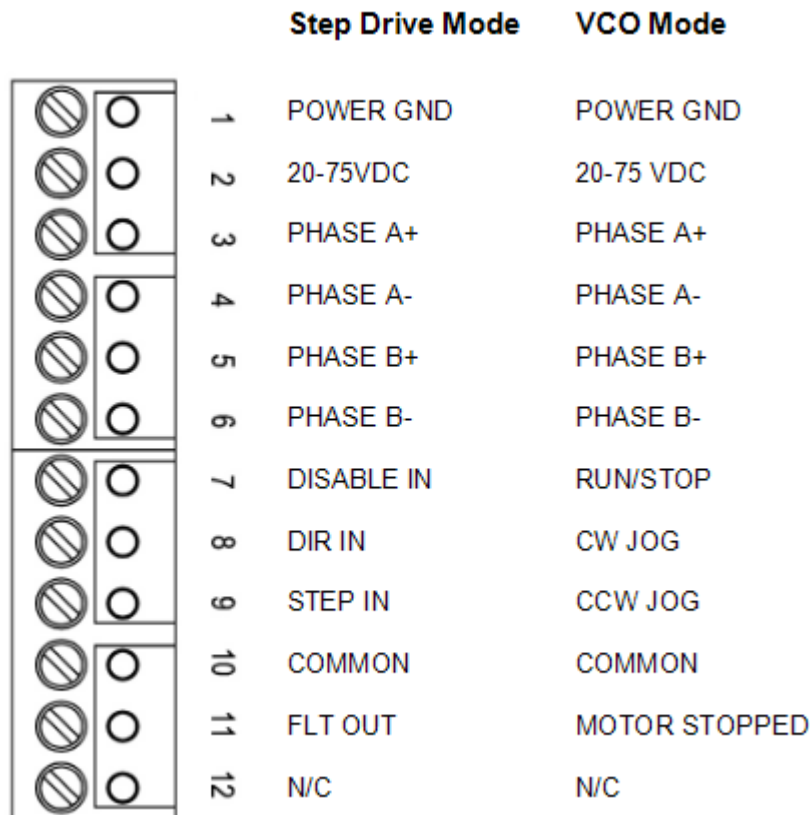 Step Drive Mode VCO Mode
1 POWER GND POWER GND
2 20-75VDC 20-75 VDC
3 PHASE A+ PHASE A+
4 PHASE A- PHASE A-
5 PHASE B+ PHASE B+
6 PHASE B- PHASE B-
7 DISABLE IN RUN/STOP
8 DIR IN CW JOG
9 STEP IN CCW JOG
10 COMMON COMMON
11 FLT OUT MOTOR STOPPED
12 N/C N/C